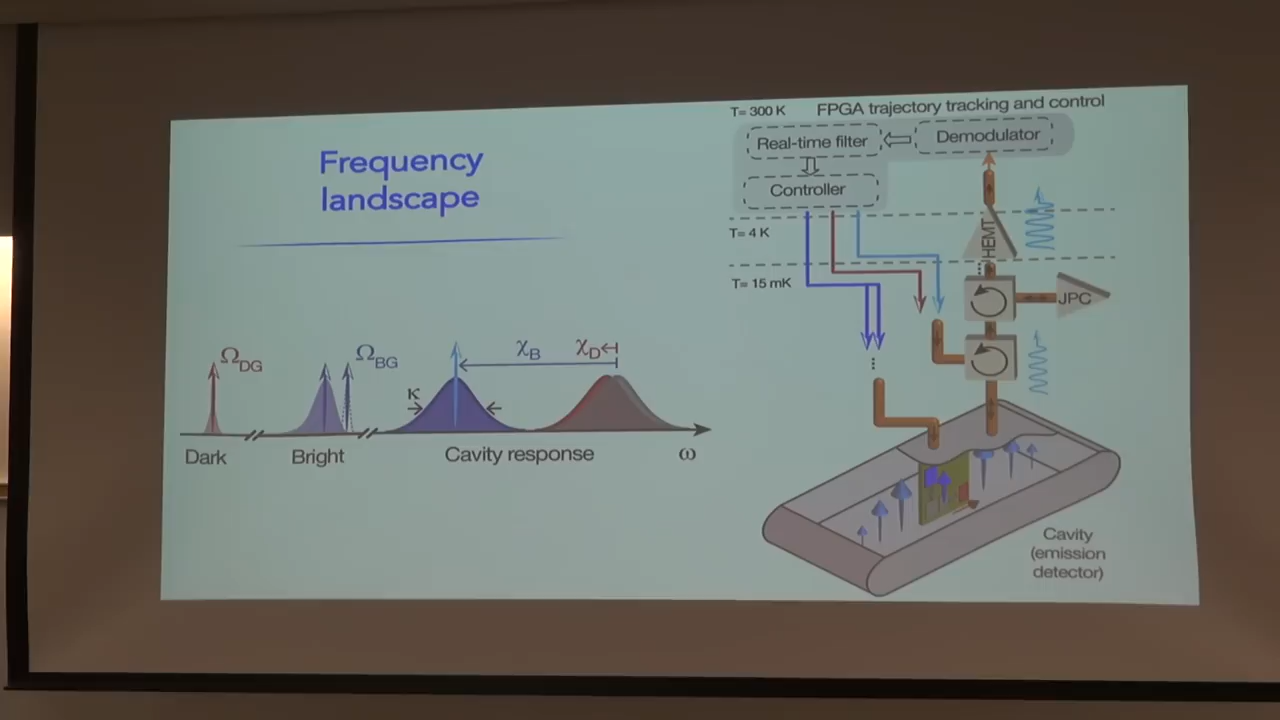 Frequency
landscape
Ω_DG
Ω_BG
κ
χ_B
χ_D
Dark
Bright
Cavity response
ω
T= 300 K
FPGA trajectory tracking and control
Real-time filter
Demodulator
Controller
T= 4 K
HEMT
T= 15 mK
JPC
Cavity
(emission
detector)